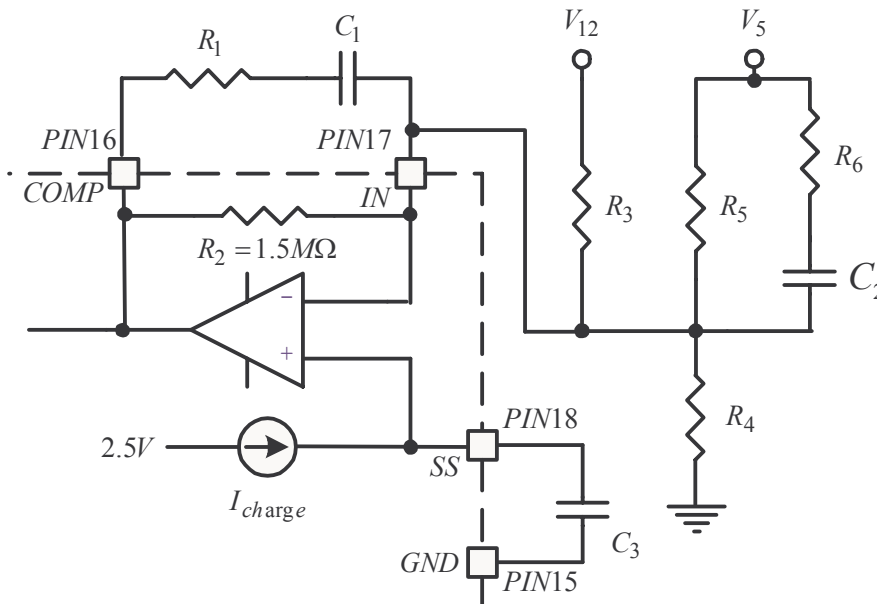 V12
V5
R1
C1
PIN16
PIN17
COMP
IN
R3
R5
R6
R2 = 1.5MΩ
C2
−
+
R4
2.5V
PIN18
SS
Icharge
C3
GND
PIN15